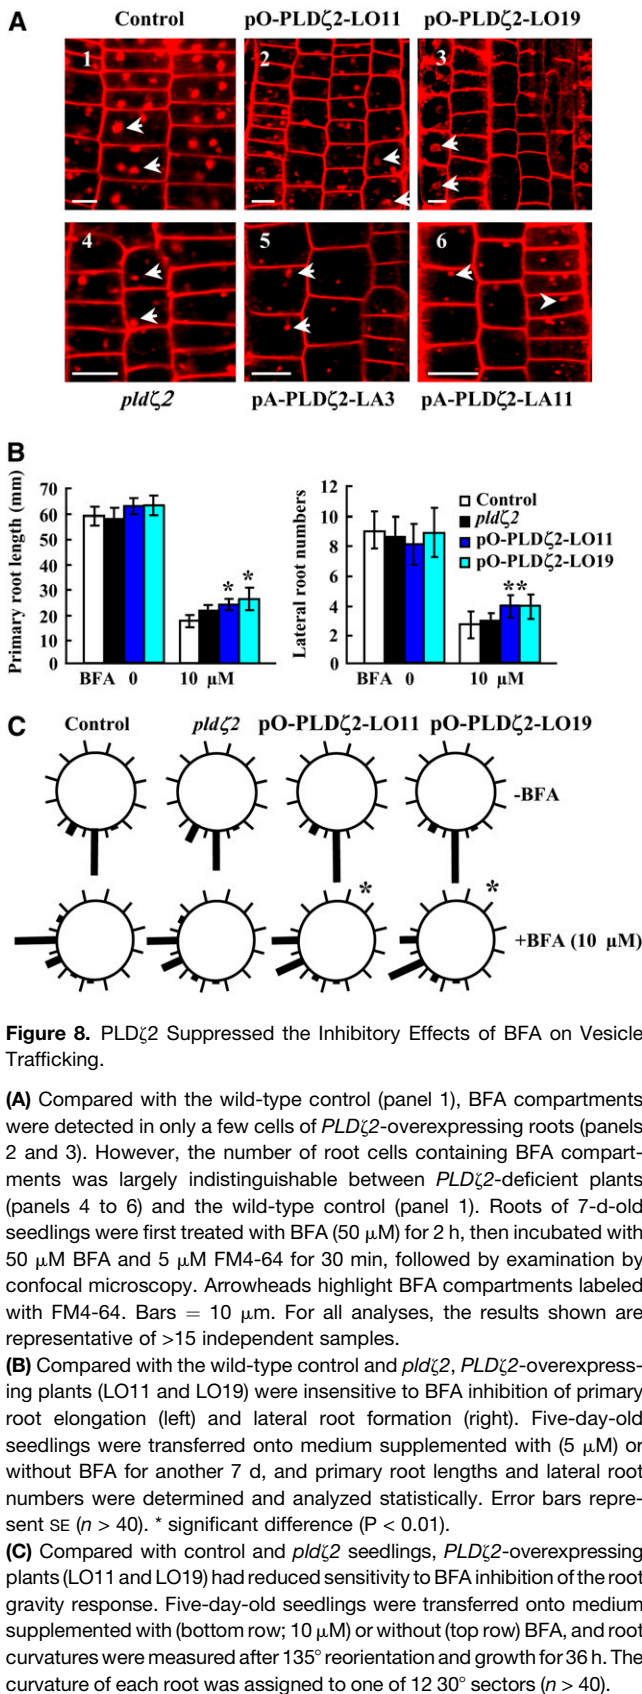 A
Control pO-PLDζ2-LO11 pO-PLDζ2-LO19
1 2 3
4 5 6
pldζ2 pA-PLDζ2-LA3 pA-PLDζ2-LA11
B
Primary root length (mm)
70
60
50
40
30
20
10
0
* *
BFA 0 10 μM
Lateral root numbers
12
10
8
6
4
2
0
Control
pldζ2
pO-PLDζ2-LO11
pO-PLDζ2-LO19
**
BFA 0 10 μM
C
Control pldζ2 pO-PLDζ2-LO11 pO-PLDζ2-LO19
-BFA
* *
+BFA (10 μM)
Figure 8. PLDζ2 Suppressed the Inhibitory Effects of BFA on Vesicle
Trafficking.
(A) Compared with the wild-type control (panel 1), BFA compartments
were detected in only a few cells of PLDζ2-overexpressing roots (panels
2 and 3). However, the number of root cells containing BFA compart-
ments was largely indistinguishable between PLDζ2-deficient plants
(panels 4 to 6) and the wild-type control (panel 1). Roots of 7-d-old
seedlings were first treated with BFA (50 μM) for 2 h, then incubated with
50 μM BFA and 5 μM FM4-64 for 30 min, followed by examination by
confocal microscopy. Arrowheads highlight BFA compartments labeled
with FM4-64. Bars = 10 μm. For all analyses, the results shown are
representative of >15 independent samples.
(B) Compared with the wild-type control and pldζ2, PLDζ2-overexpress-
ing plants (LO11 and LO19) were insensitive to BFA inhibition of primary
root elongation (left) and lateral root formation (right). Five-day-old
seedlings were transferred onto medium supplemented with (5 μM) or
without BFA for another 7 d, and primary root lengths and lateral root
numbers were determined and analyzed statistically. Error bars repre-
sent SE (n > 40). * significant difference (P < 0.01).
(C) Compared with control and pldζ2 seedlings, PLDζ2-overexpressing
plants (LO11 and LO19) had reduced sensitivity to BFA inhibition of the root
gravity response. Five-day-old seedlings were transferred onto medium
supplemented with (bottom row; 10 μM) or without (top row) BFA, and root
curvatures were measured after 135° reorientation and growth for 36 h. The
curvature of each root was assigned to one of 12 30° sectors (n > 40).